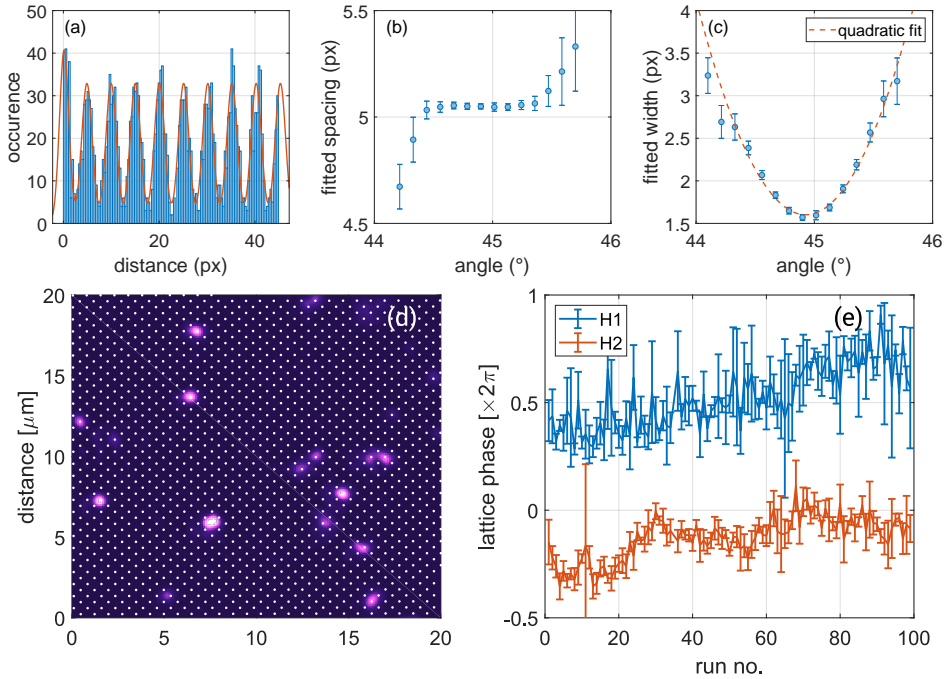 (a)
occurence
50
40
30
20
10
0
0
20
40
distance (px)
(b)
fitted spacing (px)
5.5
5
4.5
44
45
46
angle (°)
(c)
quadratic fit
fitted width (px)
4
3.5
3
2.5
2
1.5
44
45
46
angle (°)
(d)
distance [μm]
20
15
10
5
0
0
5
10
15
20
(e)
H1
H2
lattice phase [×2π]
1
0.5
0
-0.5
0
20
40
60
80
100
run no.